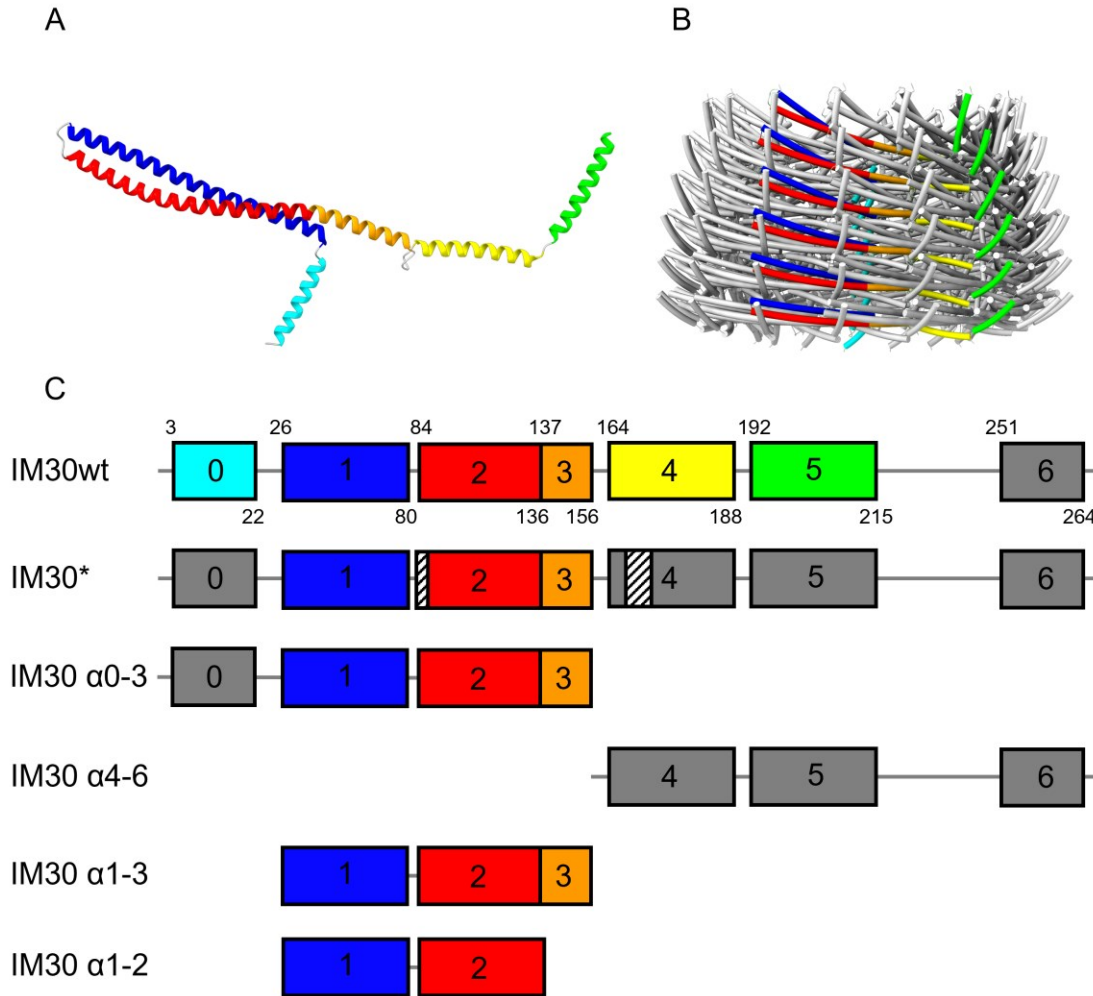 A
B
C
3 26 84 137 164 192 251
IM30wt 0 1 2 3 4 5 6
22 80 136 156 188 215 264
IM30* 0 1 2 3 4 5 6
IM30 α0-3 0 1 2 3
IM30 α4-6 4 5 6
IM30 α1-3 1 2 3
IM30 α1-2 1 2